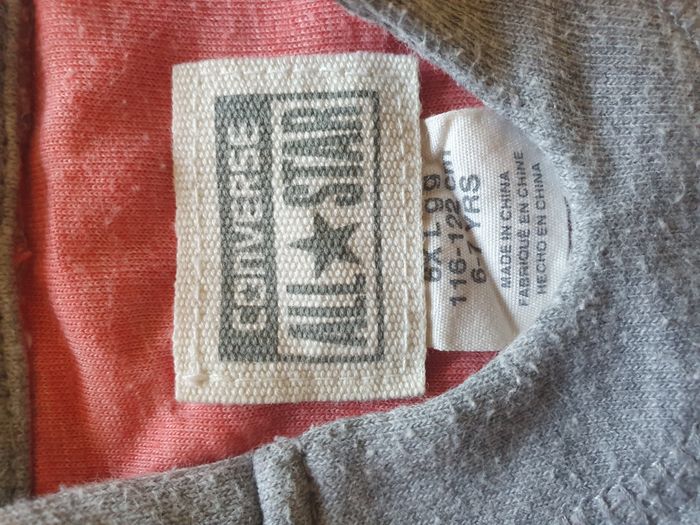 CONVERSE
ALL ★ STAR
6X L gg
116-122 cm
6-7 YRS
MADE IN CHINA
FABRIQUÉ EN CHINE
HECHO EN CHINA